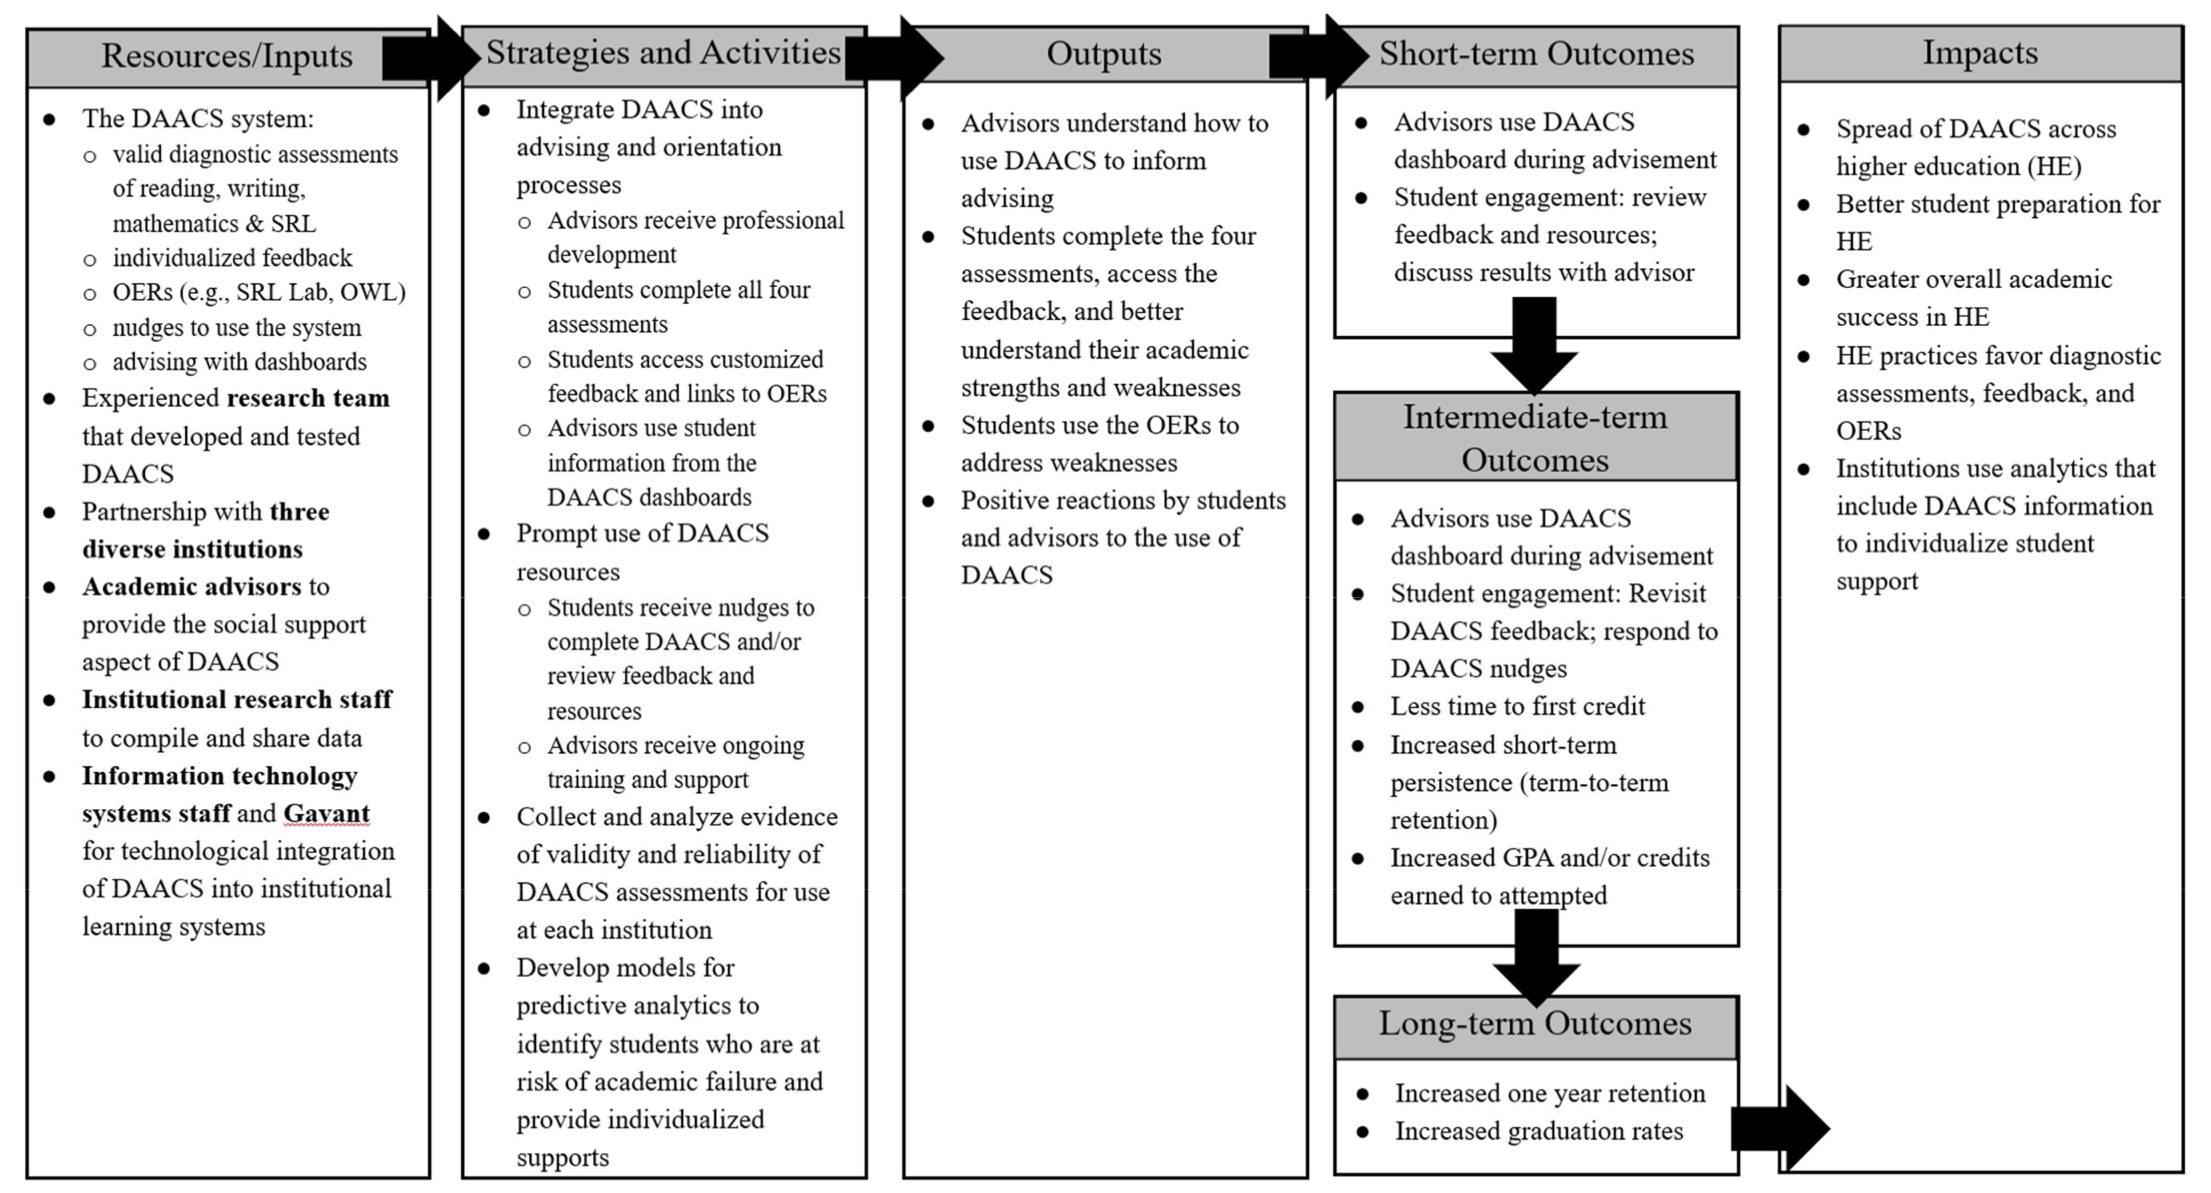 Resources/Inputs
● The DAACS system:
o valid diagnostic assessments
of reading, writing,
mathematics & SRL
o individualized feedback
o OERs (e.g., SRL Lab, OWL)
o nudges to use the system
o advising with dashboards
● Experienced research team
that developed and tested
DAACS
● Partnership with three
diverse institutions
● Academic advisors to
provide the social support
aspect of DAACS
● Institutional research staff
to compile and share data
● Information technology
systems staff and Gavant
for technological integration
of DAACS into institutional
learning systems
Strategies and Activities
● Integrate DAACS into
advising and orientation
processes
o Advisors receive professional
development
o Students complete all four
assessments
o Students access customized
feedback and links to OERs
o Advisors use student
information from the
DAACS dashboards
● Prompt use of DAACS
resources
o Students receive nudges to
complete DAACS and/or
review feedback and
resources
o Advisors receive ongoing
training and support
● Collect and analyze evidence
of validity and reliability of
DAACS assessments for use
at each institution
● Develop models for
predictive analytics to
identify students who are at
risk of academic failure and
provide individualized
supports
Outputs
● Advisors understand how to
use DAACS to inform
advising
● Students complete the four
assessments, access the
feedback, and better
understand their academic
strengths and weaknesses
● Students use the OERs to
address weaknesses
● Positive reactions by students
and advisors to the use of
DAACS
Short-term Outcomes
● Advisors use DAACS
dashboard during advisement
● Student engagement: review
feedback and resources;
discuss results with advisor
Intermediate-term
Outcomes
● Advisors use DAACS
dashboard during advisement
● Student engagement: Revisit
DAACS feedback; respond to
DAACS nudges
● Less time to first credit
● Increased short-term
persistence (term-to-term
retention)
● Increased GPA and/or credits
earned to attempted
Long-term Outcomes
● Increased one year retention
● Increased graduation rates
Impacts
● Spread of DAACS across
higher education (HE)
● Better student preparation for
HE
● Greater overall academic
success in HE
● HE practices favor diagnostic
assessments, feedback, and
OERs
● Institutions use analytics that
include DAACS information
to individualize student
support